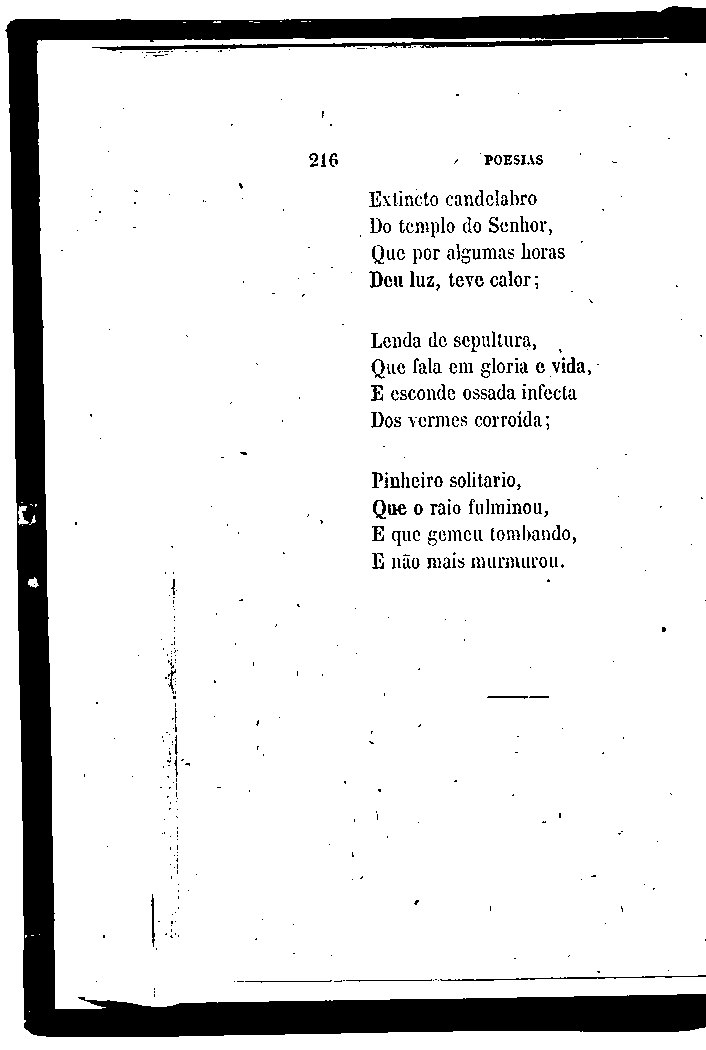 216 POESIAS
Extincto candelabro
Do templo do Senhor,
Que por algumas horas
Deu luz, teve calor;
Lenda de sepultura,
Que fala em gloria e vida,
E esconde ossada infecta
Dos vermes corroída;
Pinheiro solitario,
Que o raio fulminou,
E que gemeu tombando,
E não mais murmurou.